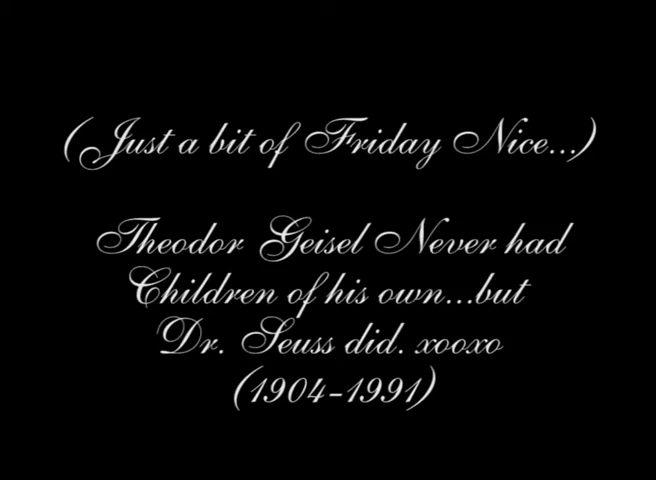 (Just a bit of Friday Nice...)
Theodor Geisel Never had
Children of his own...but
Dr. Seuss did. xooxo
(1904-1991)